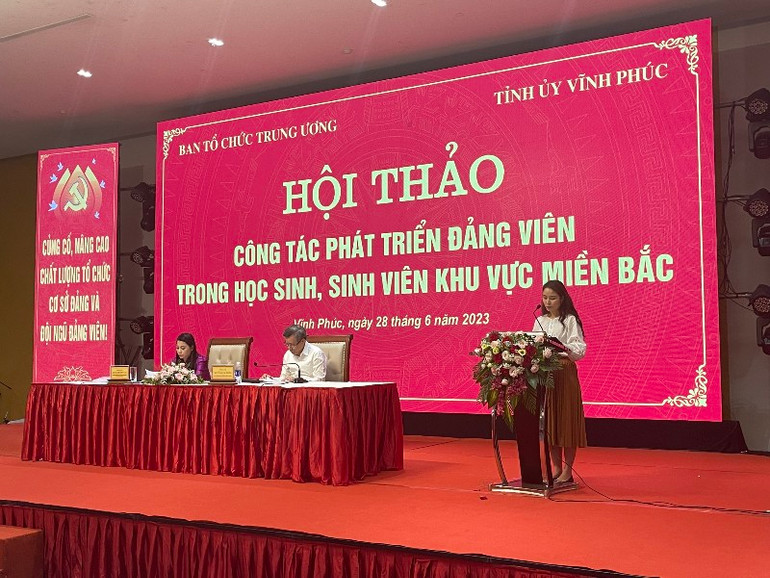 BAN TỔ CHỨC TRUNG ƯƠNG
TỈNH ỦY VĨNH PHÚC
HỘI THẢO
CÔNG TÁC PHÁT TRIỂN ĐẢNG VIÊN
TRONG HỌC SINH, SINH VIÊN KHU VỰC MIỀN BẮC
Vĩnh Phúc, ngày 28 tháng 6 năm 2023
CỦNG CỐ, NÂNG CAO
CHẤT LƯỢNG TỔ CHỨC
CƠ SỞ ĐẢNG VÀ
ĐỘI NGŨ ĐẢNG VIÊN!